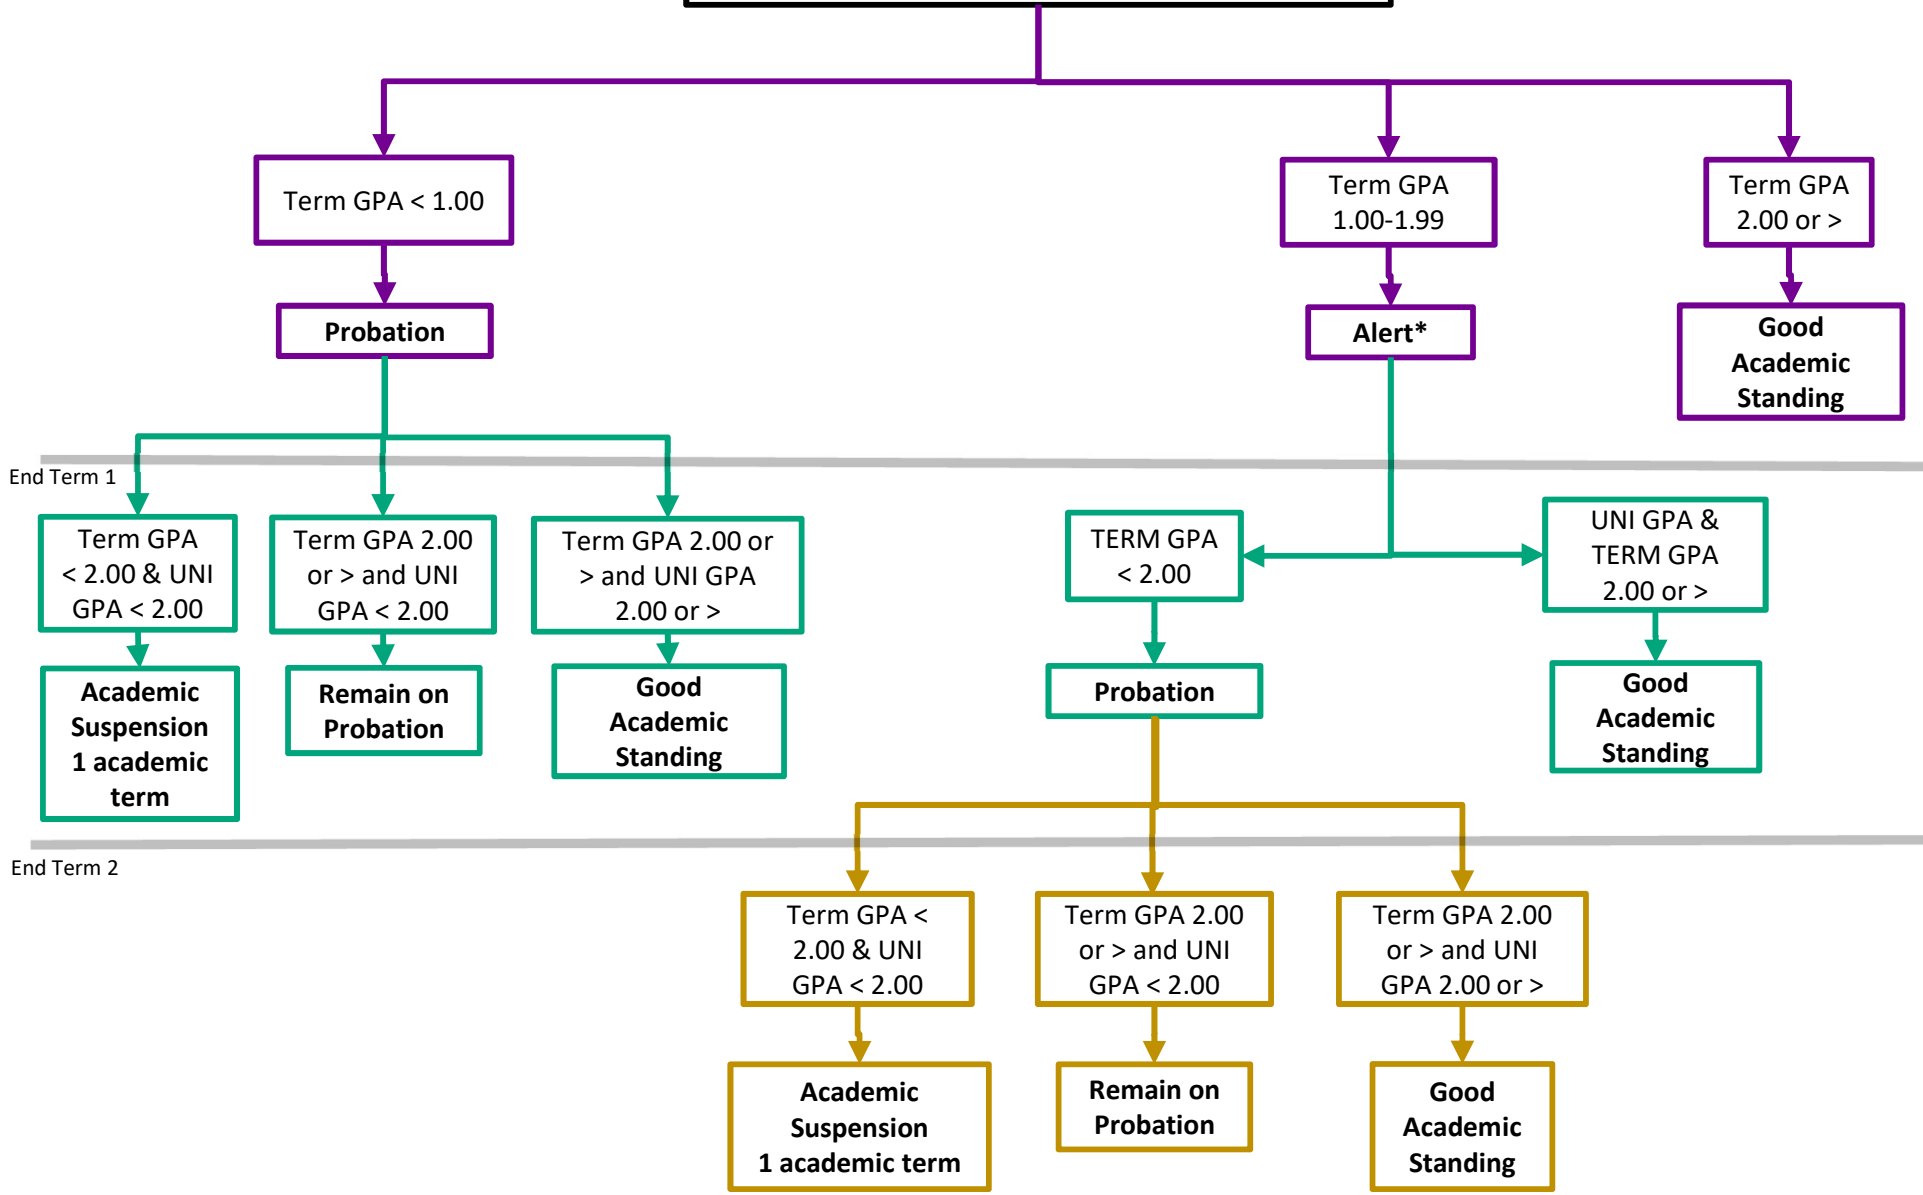 Term GPA < 1.00
Term GPA
1.00-1.99
Term GPA
2.00 or >
Probation
Alert*
Good
Academic
Standing
End Term 1
Term GPA
< 2.00 & UNI
GPA < 2.00
Term GPA 2.00
or > and UNI
GPA < 2.00
Term GPA 2.00 or
> and UNI GPA
2.00 or >
TERM GPA
< 2.00
UNI GPA &
TERM GPA
2.00 or >
Academic
Suspension
1 academic
term
Remain on
Probation
Good
Academic
Standing
Probation
Good
Academic
Standing
End Term 2
Term GPA <
2.00 & UNI
GPA < 2.00
Term GPA 2.00
or > and UNI
GPA < 2.00
Term GPA 2.00
or > and UNI
GPA 2.00 or >
Academic
Suspension
1 academic term
Remain on
Probation
Good
Academic
Standing